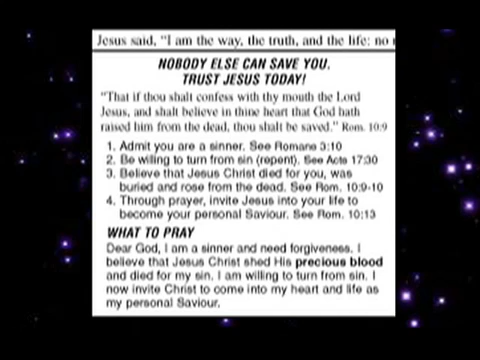 Jesus said, "I am the way, the truth, and the life: no
NOBODY ELSE CAN SAVE YOU.
TRUST JESUS TODAY!
"That if thou shalt confess with thy mouth the Lord
Jesus, and shalt believe in thine heart that God hath
raised him from the dead, thou shalt be saved." Rom. 10:9
1. Admit you are a sinner. See Romans 3:10
2. Be willing to turn from sin (repent). See Acts 17:30
3. Believe that Jesus Christ died for you, was
buried and rose from the dead. See Rom. 10:9-10
4. Through prayer, invite Jesus into your life to
become your personal Saviour. See Rom. 10:13
WHAT TO PRAY
Dear God, I am a sinner and need forgiveness. I
believe that Jesus Christ shed His precious blood
and died for my sin. I am willing to turn from sin. I
now invite Christ to come into my heart and life as
my personal Saviour.